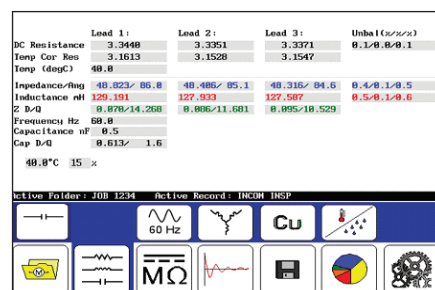 Lead 1: Lead 2: Lead 3: Unbal(%/%/%)
DC Resistance 3.3440 3.3351 3.3371 0.1/0.0/0.1
Temp Cor Res 3.1613 3.1528 3.1547
Temp (degC) 40.0
Impedance/Ang 48.823/ 86.0 48.406/ 85.1 48.316/ 84.6 0.4/0.1/0.5
Inductance mH 129.191 127.933 127.587 0.5/0.1/0.6
Z D/Q 0.070/14.268 0.086/11.681 0.095/10.529
Frequency Hz 60.0
Capacitance nF 0.5
Cap D/Q 0.613/ 1.6
40.0°C 15 %
ctive Folder: JOB 1234 Active Record: INCOM INSP
60 Hz Cu
M MΩ